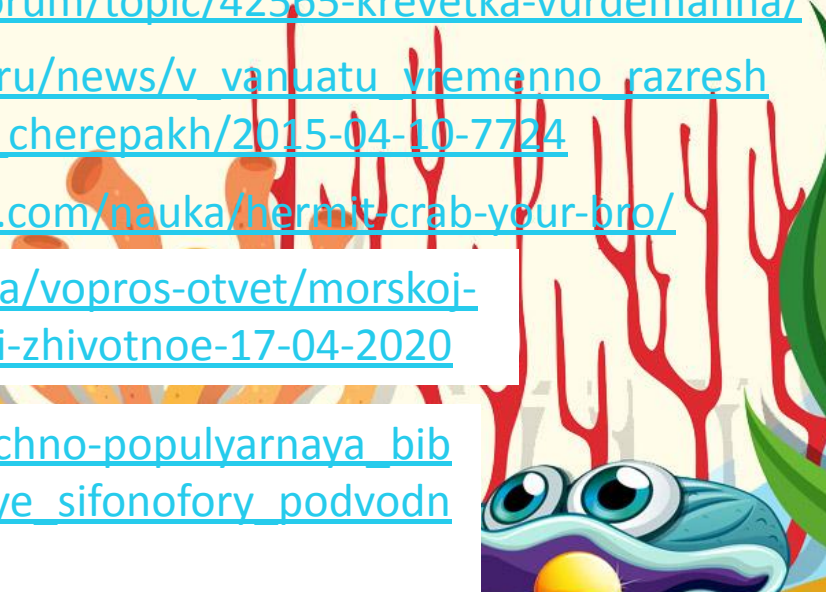 orum/topic/42565-krevetka-vurdemanna/
ru/news/v_vanuatu_vremenno_razresh
_cherepakh/2015-04-10-7724
.com/nauka/hermit-crab-your-bro/
a/vopros-otvet/morskoj-
i-zhivotnoe-17-04-2020
chno-populyarnaya_bib
ye_sifonofory_podvodn